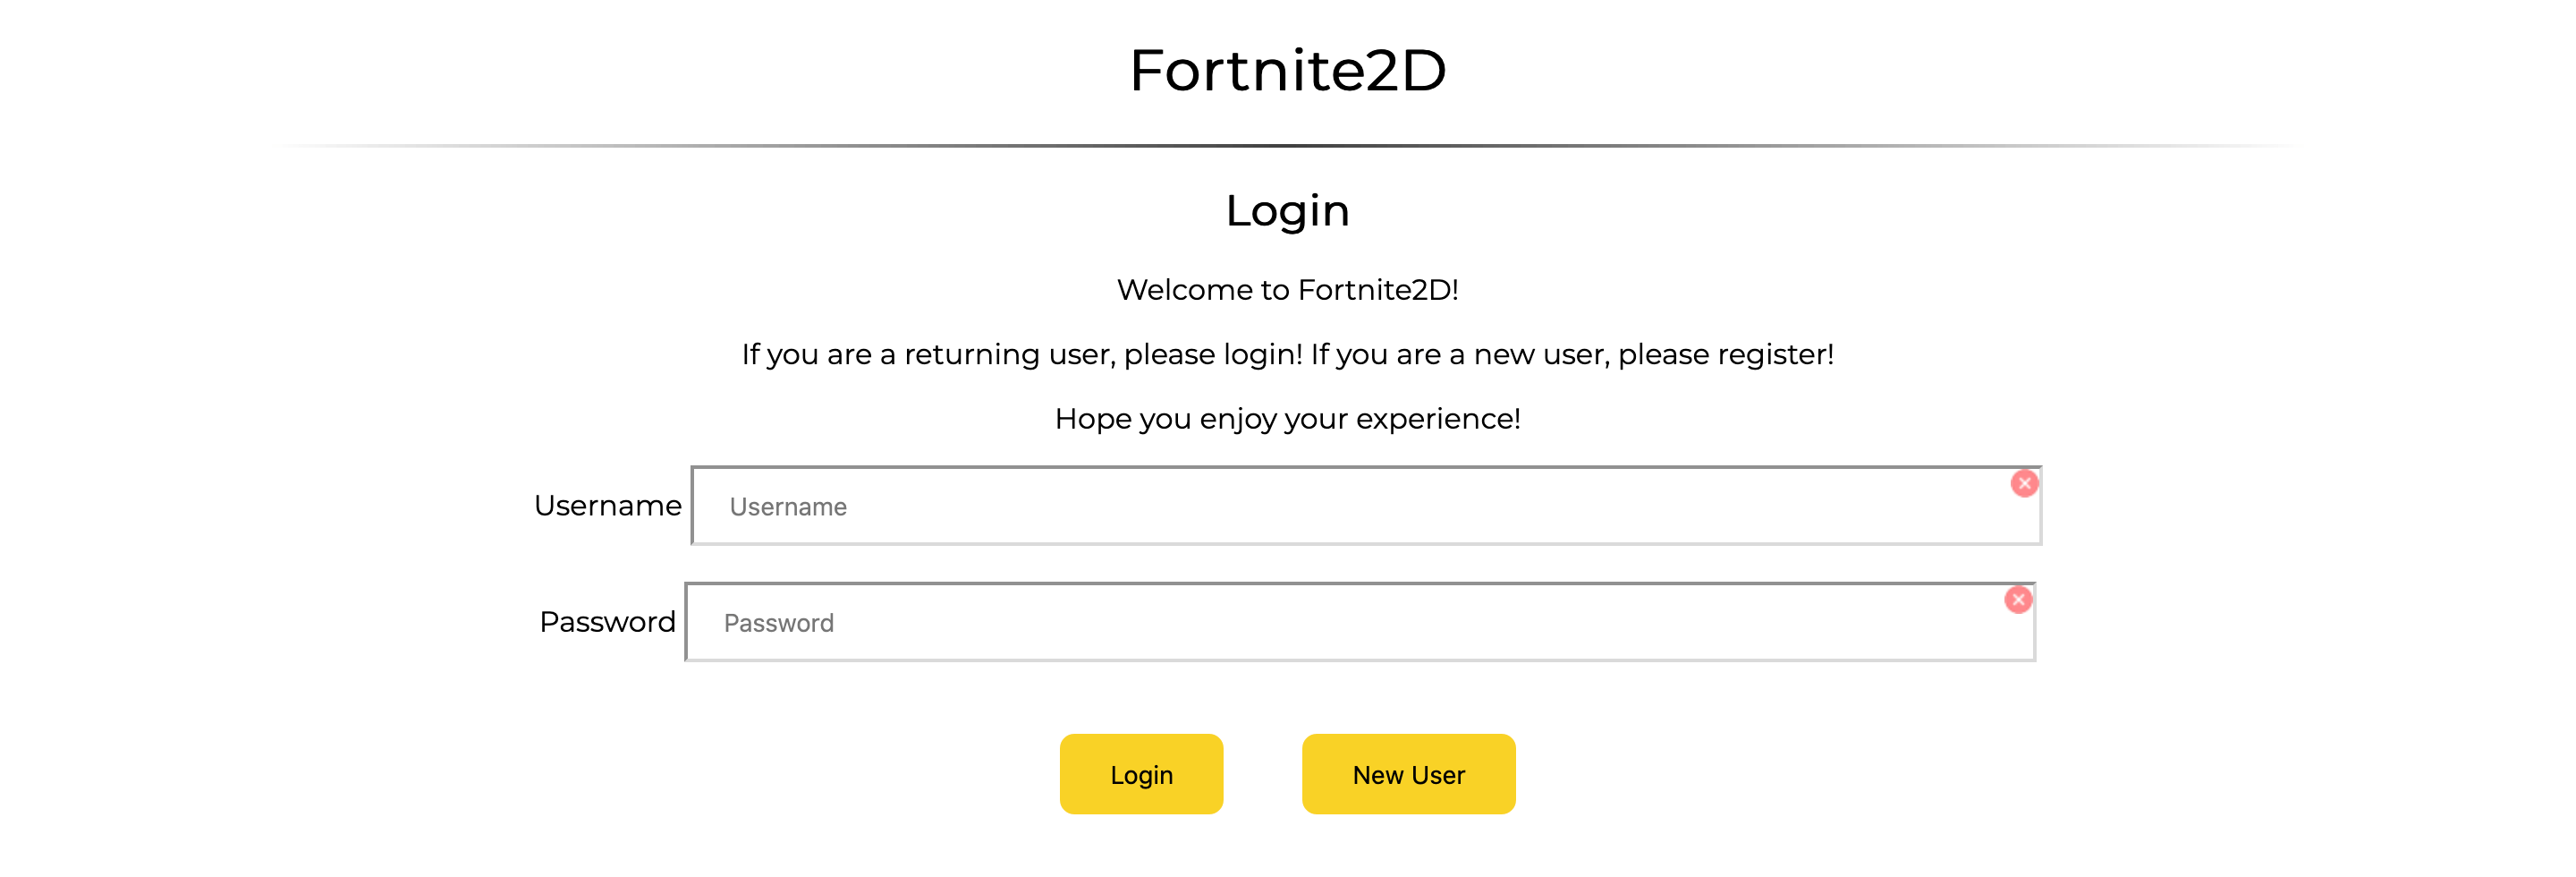 Fortnite2D
Login
Welcome to Fortnite2D!
If you are a returning user, please login! If you are a new user, please register!
Hope you enjoy your experience!
Username Username
Password Password
Login New User